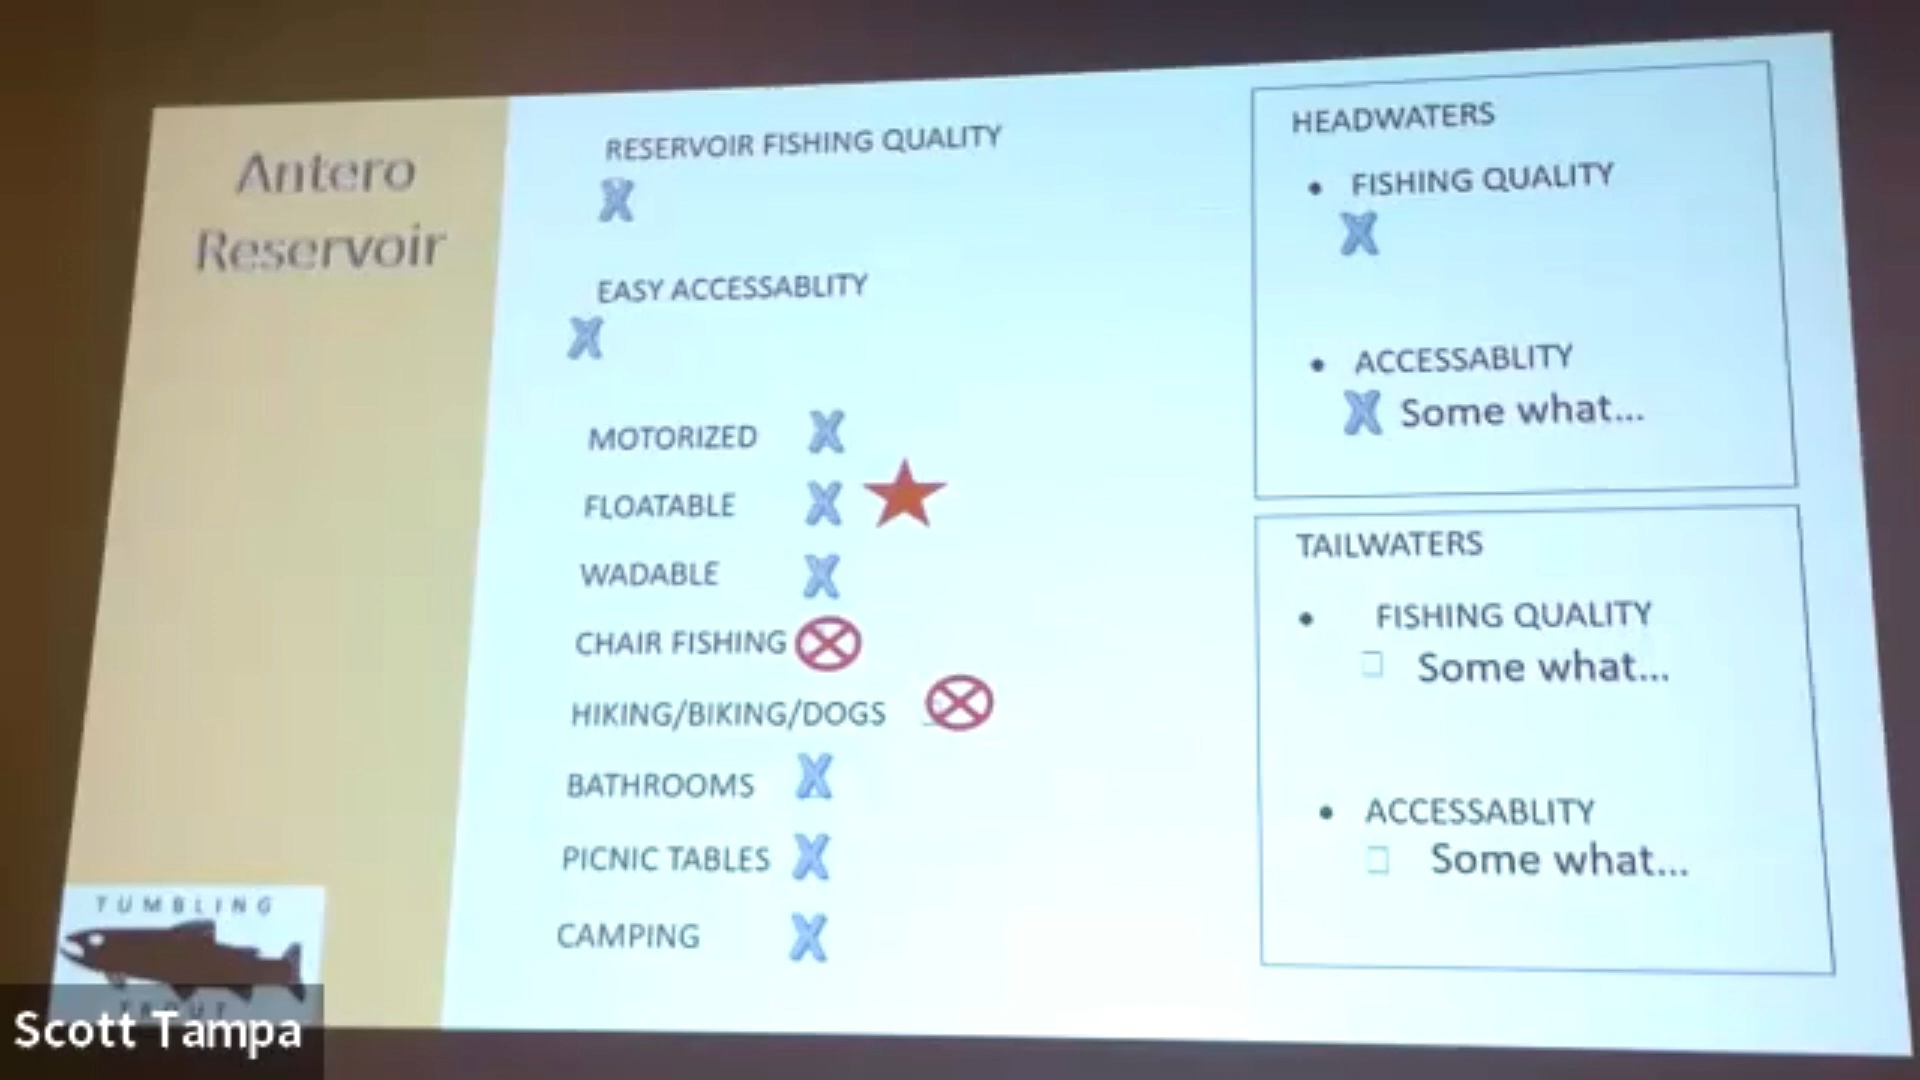 Antero
Reservoir
RESERVOIR FISHING QUALITY
X
EASY ACCESSABLITY
X
MOTORIZED X
FLOATABLE X
WADABLE X
CHAIR FISHING
HIKING/BIKING/DOGS
BATHROOMS X
PICNIC TABLES X
CAMPING X
HEADWATERS
• FISHING QUALITY
X
• ACCESSABLITY
X Some what...
TAILWATERS
• FISHING QUALITY
Some what...
• ACCESSABLITY
Some what...
TUMBLING
TROUT
Scott Tampa